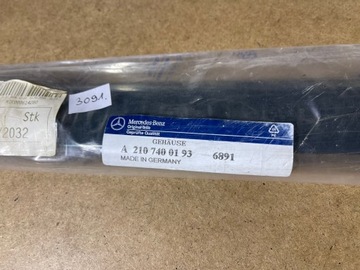 3091.
Stk
2032
Mercedes-Benz
Originalteile
Geprüfte Qualität
GEHÄUSE
A 210 740 01 93 6891
MADE IN GERMANY